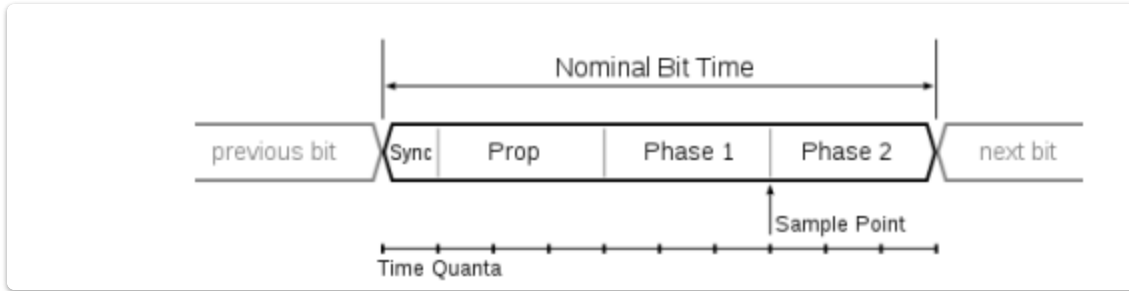 Nominal Bit Time
previous bit Sync Prop Phase 1 Phase 2 next bit
Sample Point
Time Quanta